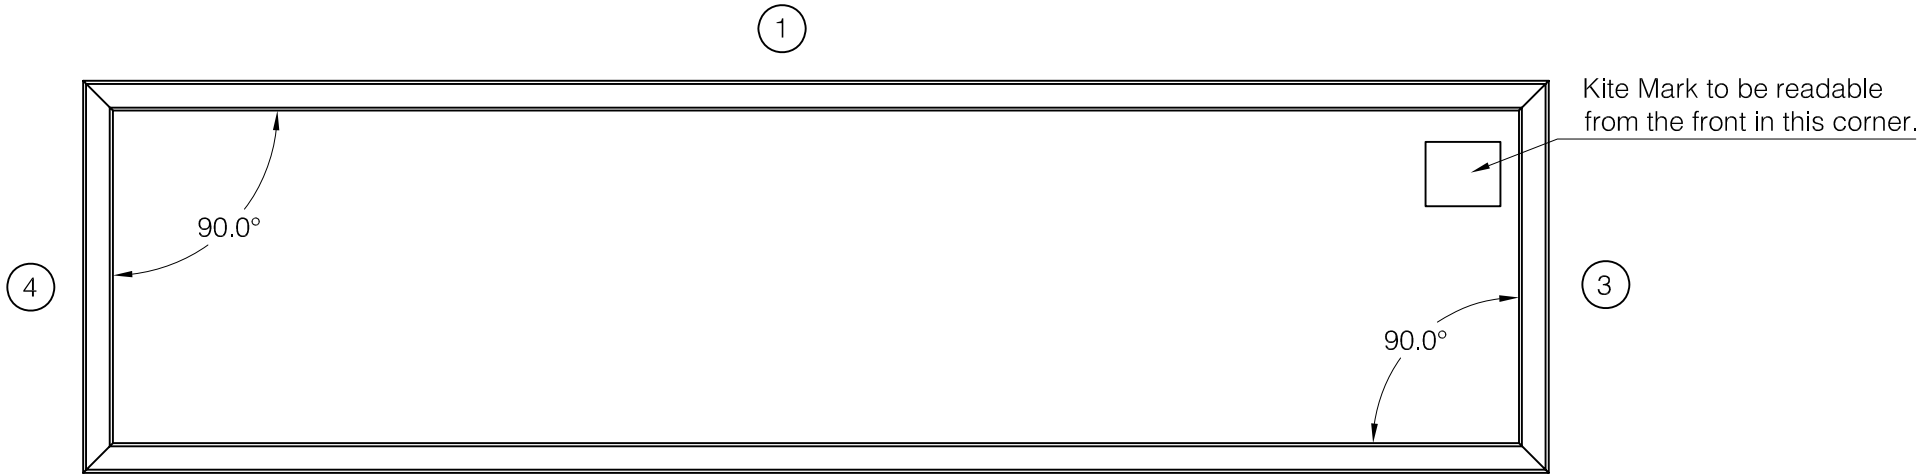 1
Kite Mark to be readable
from the front in this corner.
90.0°
4
3
90.0°